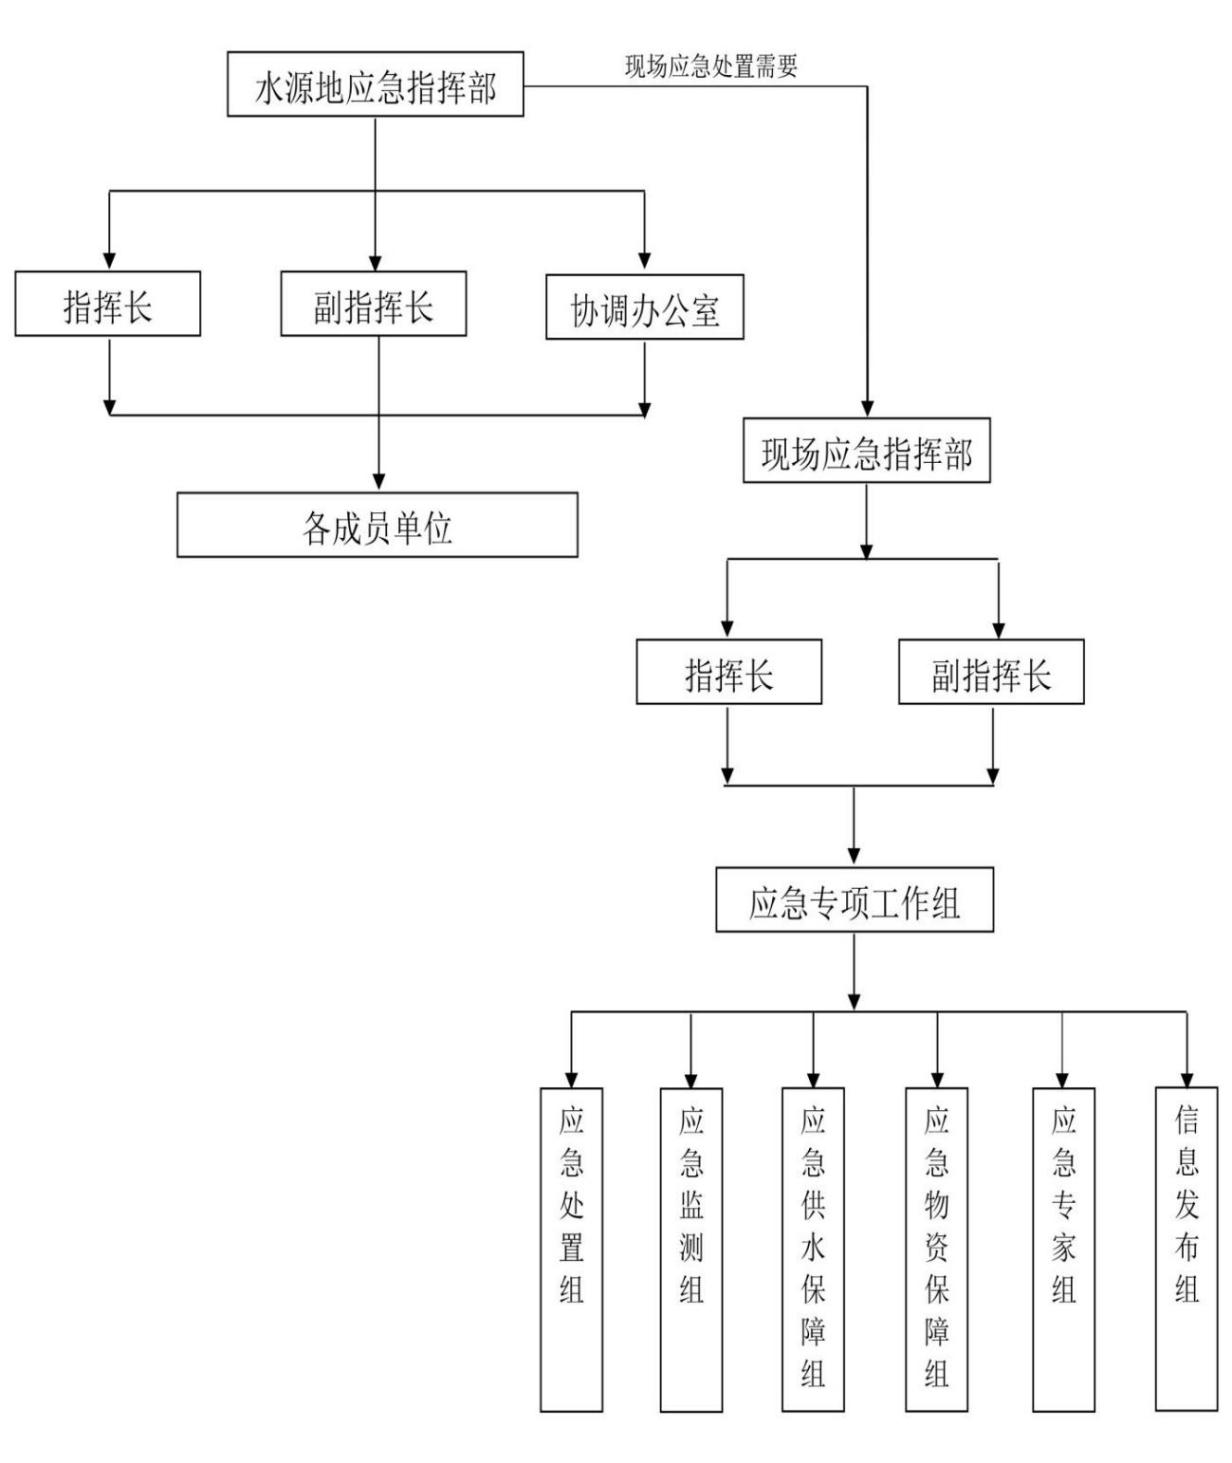 现场应急处置需要
水源地应急指挥部
指挥长
副指挥长
协调办公室
现场应急指挥部
各成员单位
指挥长
副指挥长
应急专项工作组
应急处置组
应急监测组
应急供水保障组
应急物资保障组
应急专家组
信息发布组